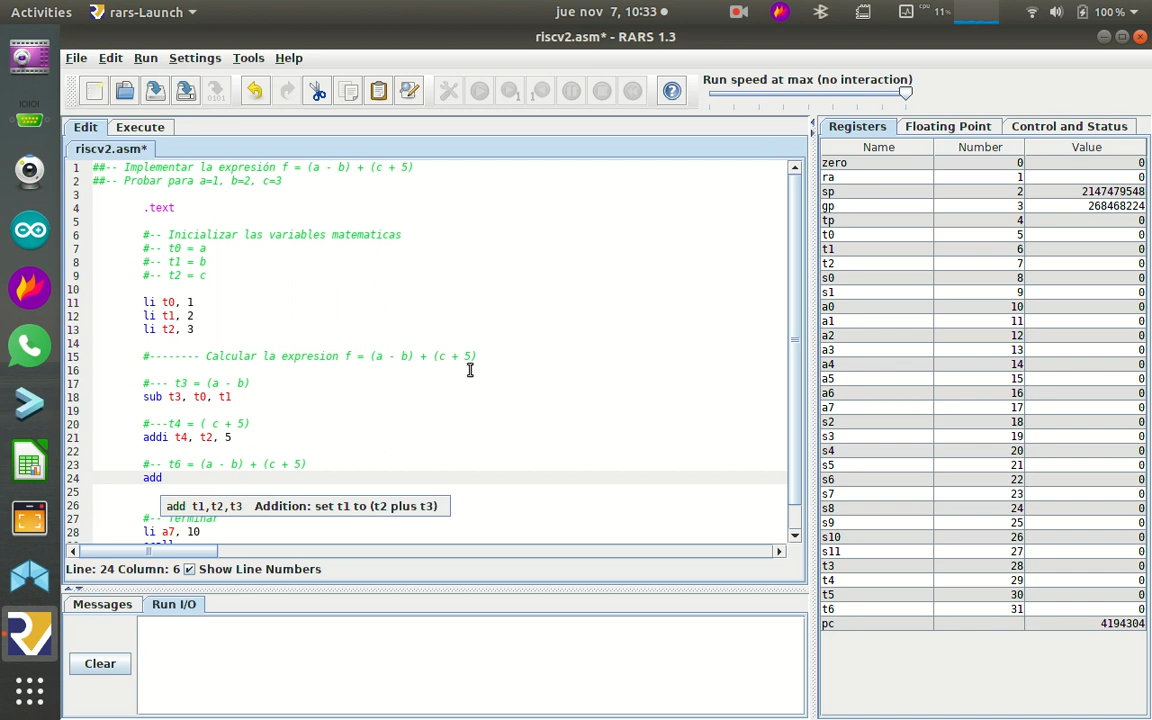 Activities rars-Launch jue nov 7, 10:33 cpu 11% 100%
riscv2.asm* - RARS 1.3
File Edit Run Settings Tools Help
Run speed at max (no interaction)
Edit Execute
riscv2.asm*
1 ##-- Implementar la expresión f = (a - b) + (c + 5)
2 ##-- Probar para a=1, b=2, c=3
3
4 .text
5
6 #-- Inicializar las variables matematicas
7 #-- t0 = a
8 #-- t1 = b
9 #-- t2 = c
10
11 li t0, 1
12 li t1, 2
13 li t2, 3
14
15 #-------- Calcular la expresion f = (a - b) + (c + 5)
16
17 #--- t3 = (a - b)
18 sub t3, t0, t1
19
20 #---t4 = ( c + 5)
21 addi t4, t2, 5
22
23 #-- t6 = (a - b) + (c + 5)
24 add
25
26 add t1,t2,t3 Addition: set t1 to (t2 plus t3)
27 #-- Terminar
28 li a7, 10
Line: 24 Column: 6 Show Line Numbers
Messages Run I/O
Clear
Registers Floating Point Control and Status
Name Number Value
zero 0 0
ra 1 0
sp 2 2147479548
gp 3 268468224
tp 4 0
t0 5 0
t1 6 0
t2 7 0
s0 8 0
s1 9 0
a0 10 0
a1 11 0
a2 12 0
a3 13 0
a4 14 0
a5 15 0
a6 16 0
a7 17 0
s2 18 0
s3 19 0
s4 20 0
s5 21 0
s6 22 0
s7 23 0
s8 24 0
s9 25 0
s10 26 0
s11 27 0
t3 28 0
t4 29 0
t5 30 0
t6 31 0
pc 4194304